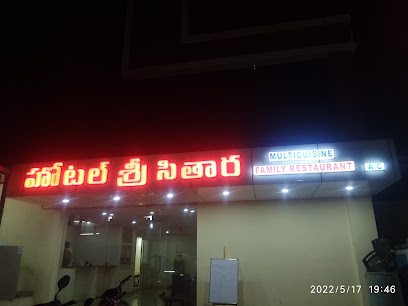 హోటల్ శ్రీ సితార
MULTICUISINE
FAMILY RESTAURANT
A/C
2022/5/17 19:46